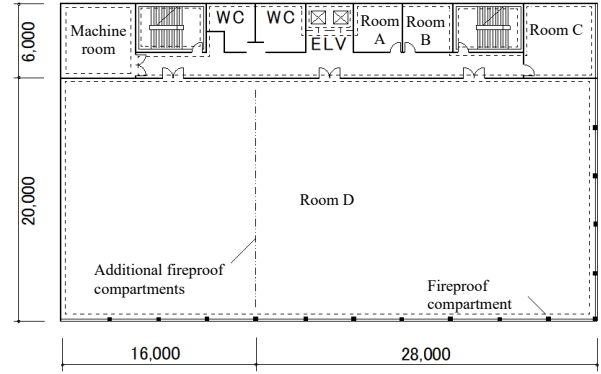 6,000
Machine
room
WC
WC
ELV
Room
A
Room
B
Room C
20,000
Room D
Additional fireproof
compartments
Fireproof
compartment
16,000
28,000